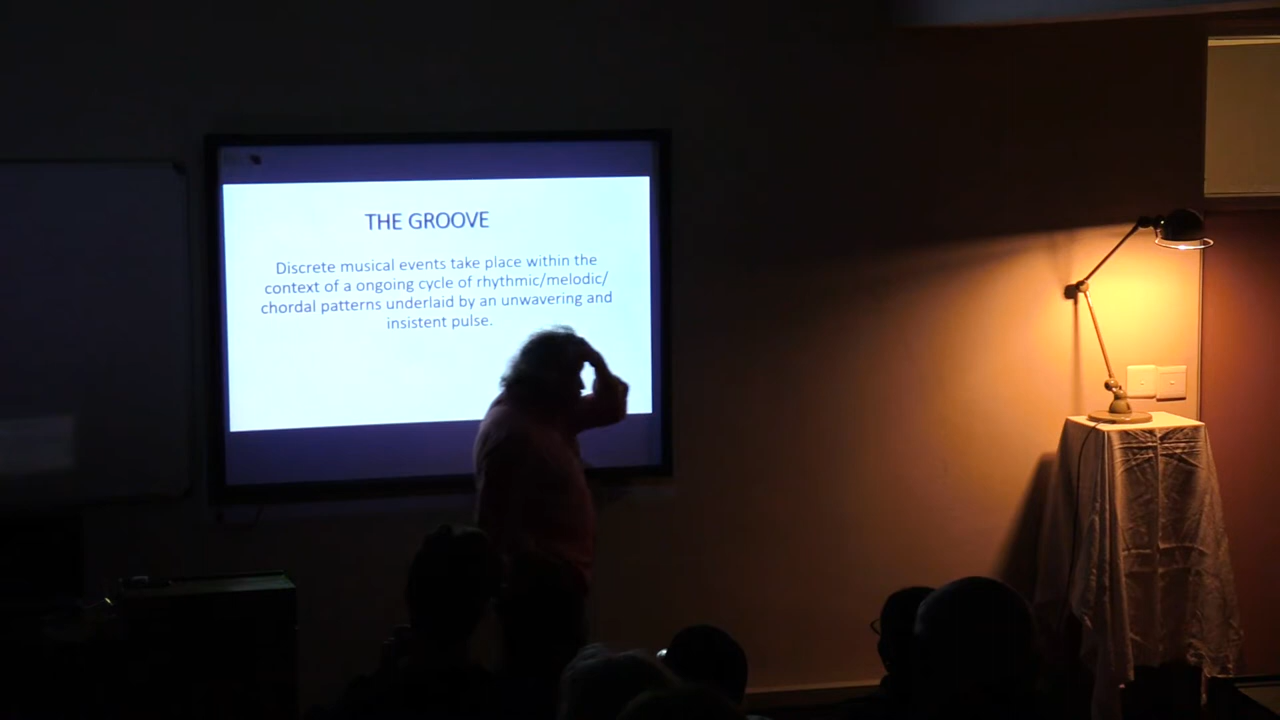 THE GROOVE
Discrete musical events take place within the
context of a ongoing cycle of rhythmic/melodic/
chordal patterns underlaid by an unwavering and
insistent pulse.